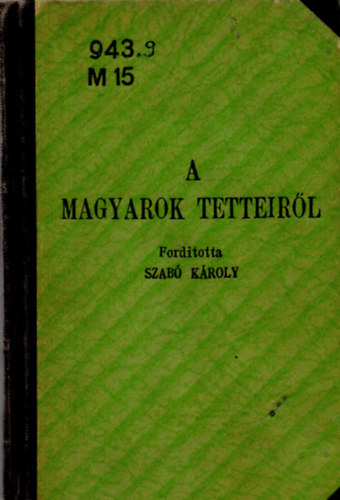 943.9
M 15
A
MAGYAROK TETTEIRŐL
Forditotta
SZABÓ KÁROLY